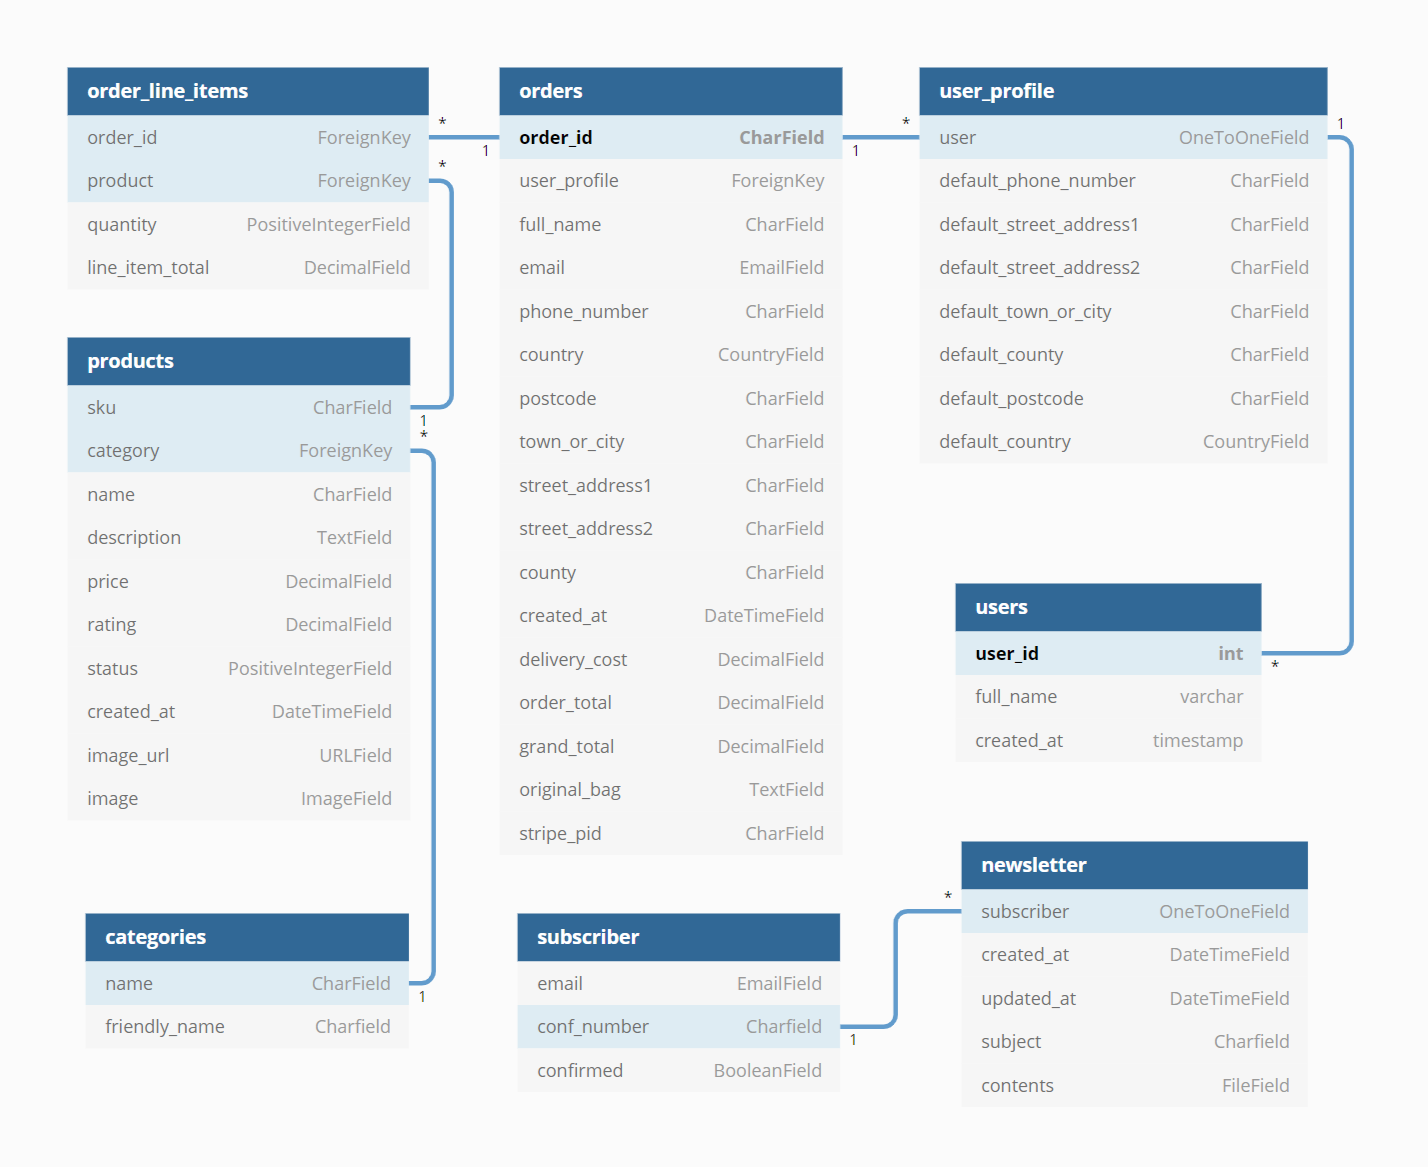 order_line_items
order_id ForeignKey
product ForeignKey
quantity PositiveIntegerField
line_item_total DecimalField
* 1
*
products
sku CharField
category ForeignKey
name CharField
description TextField
price DecimalField
rating DecimalField
status PositiveIntegerField
created_at DateTimeField
image_url URLField
image ImageField
1
*
categories
name CharField
friendly_name Charfield
1
orders
order_id CharField
user_profile ForeignKey
full_name CharField
email EmailField
phone_number CharField
country CountryField
postcode CharField
town_or_city CharField
street_address1 CharField
street_address2 CharField
county CharField
created_at DateTimeField
delivery_cost DecimalField
order_total DecimalField
grand_total DecimalField
original_bag TextField
stripe_pid CharField
1 *
subscriber
email EmailField
conf_number Charfield
confirmed BooleanField
1 *
user_profile
user OneToOneField
default_phone_number CharField
default_street_address1 CharField
default_street_address2 CharField
default_town_or_city CharField
default_county CharField
default_postcode CharField
default_country CountryField
1
users
user_id int
full_name varchar
created_at timestamp
*
newsletter
subscriber OneToOneField
created_at DateTimeField
updated_at DateTimeField
subject Charfield
contents FileField